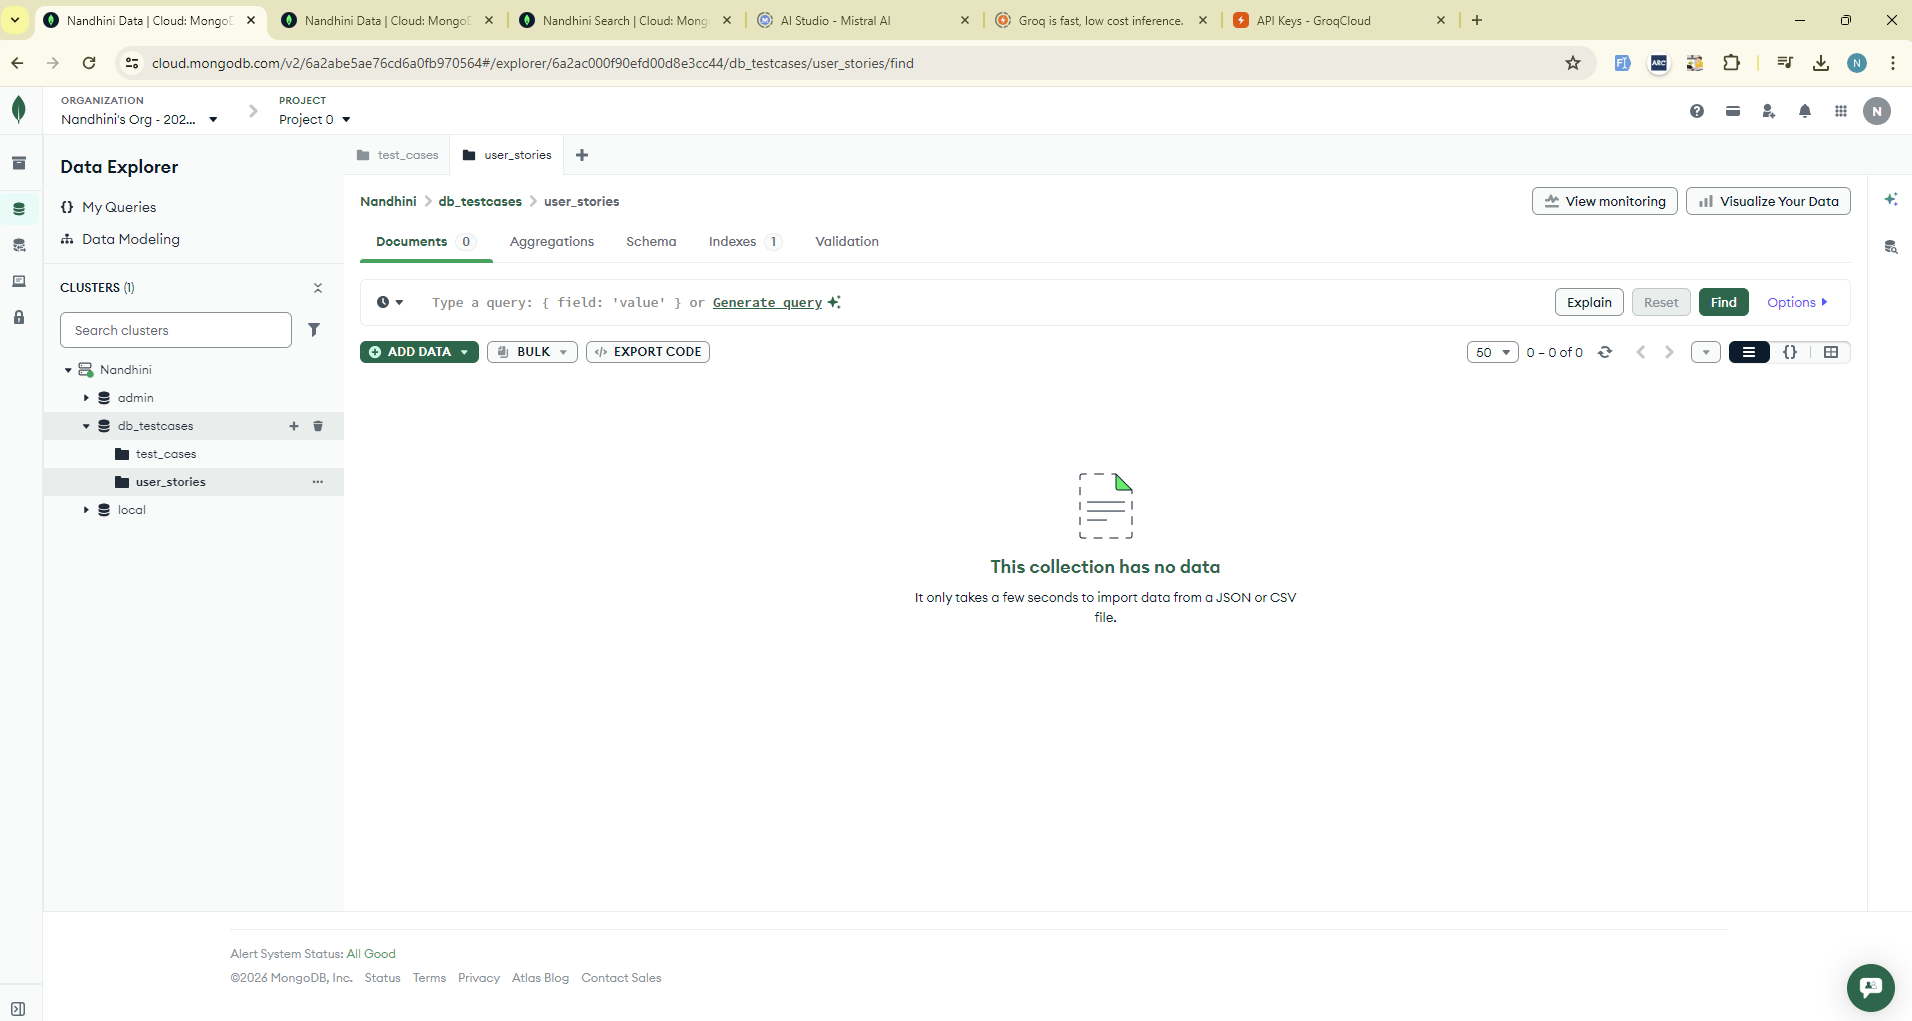 Nandhini Data | Cloud: MongoD
Nandhini Data | Cloud: MongoD
Nandhini Search | Cloud: Mong
AI Studio - Mistral AI
Groq is fast, low cost inference.
API Keys - GroqCloud
cloud.mongodb.com/v2/6a2abe5ae76cd6a0fb970564#/explorer/6a2ac000f90efd00d8e3cc44/db_testcases/user_stories/find
ARC
N
ORGANIZATION
Nandhini's Org - 202...
PROJECT
Project 0
N
Data Explorer
My Queries
Data Modeling
CLUSTERS (1)
Search clusters
Nandhini
admin
db_testcases
test_cases
user_stories
local
test_cases
user_stories
Nandhini
db_testcases
user_stories
View monitoring
Visualize Your Data
Documents 0
Aggregations
Schema
Indexes 1
Validation
Type a query: { field: 'value' } or Generate query
Explain
Reset
Find
Options
ADD DATA
BULK
EXPORT CODE
50
0 – 0 of 0
This collection has no data
It only takes a few seconds to import data from a JSON or CSV
file.
Alert System Status: All Good
©2026 MongoDB, Inc.
Status
Terms
Privacy
Atlas Blog
Contact Sales